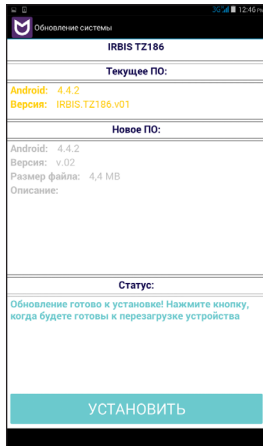 3G 12:46 PM
Обновление системы
IRBIS TZ186
Текущее ПО:
Android: 4.4.2
Версия: IRBIS.TZ186.v01
Новое ПО:
Android: 4.4.2
Версия: v.02
Размер файла: 4,4 MB
Описание:
Статус:
Обновление готово к установке! Нажмите кнопку,
когда будете готовы к перезагрузке устройства
УСТАНОВИТЬ